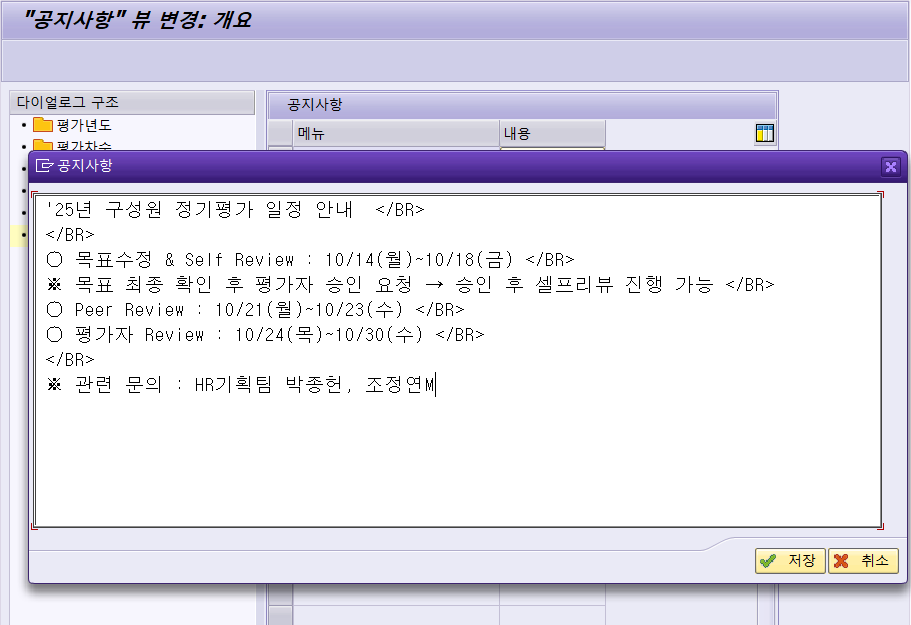 "공지사항" 뷰 변경: 개요
다이얼로그 구조
평가년도
평가차수
공지사항
메뉴 내용
공지사항
'25년 구성원 정기평가 일정 안내 </BR>
</BR>
○ 목표수정 & Self Review : 10/14(월)~10/18(금) </BR>
※ 목표 최종 확인 후 평가자 승인 요청 → 승인 후 셀프리뷰 진행 가능 </BR>
○ Peer Review : 10/21(월)~10/23(수) </BR>
○ 평가자 Review : 10/24(목)~10/30(수) </BR>
</BR>
※ 관련 문의 : HR기획팀 박종헌, 조정연M
저장 취소